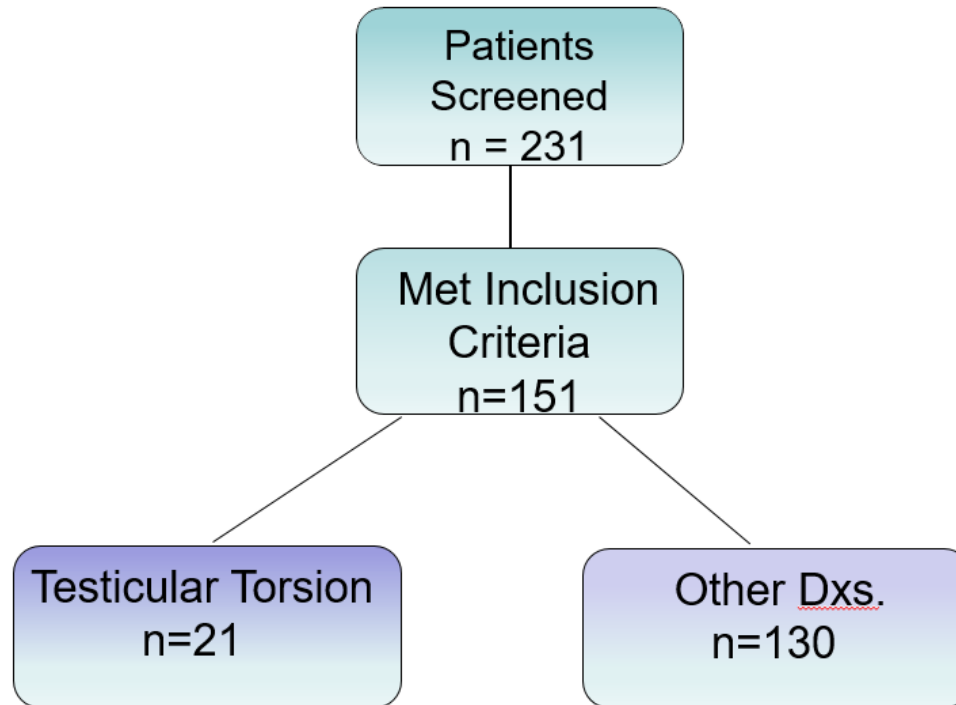 Patients
Screened
n = 231
Met Inclusion
Criteria
n=151
Testicular Torsion
n=21
Other Dxs.
n=130